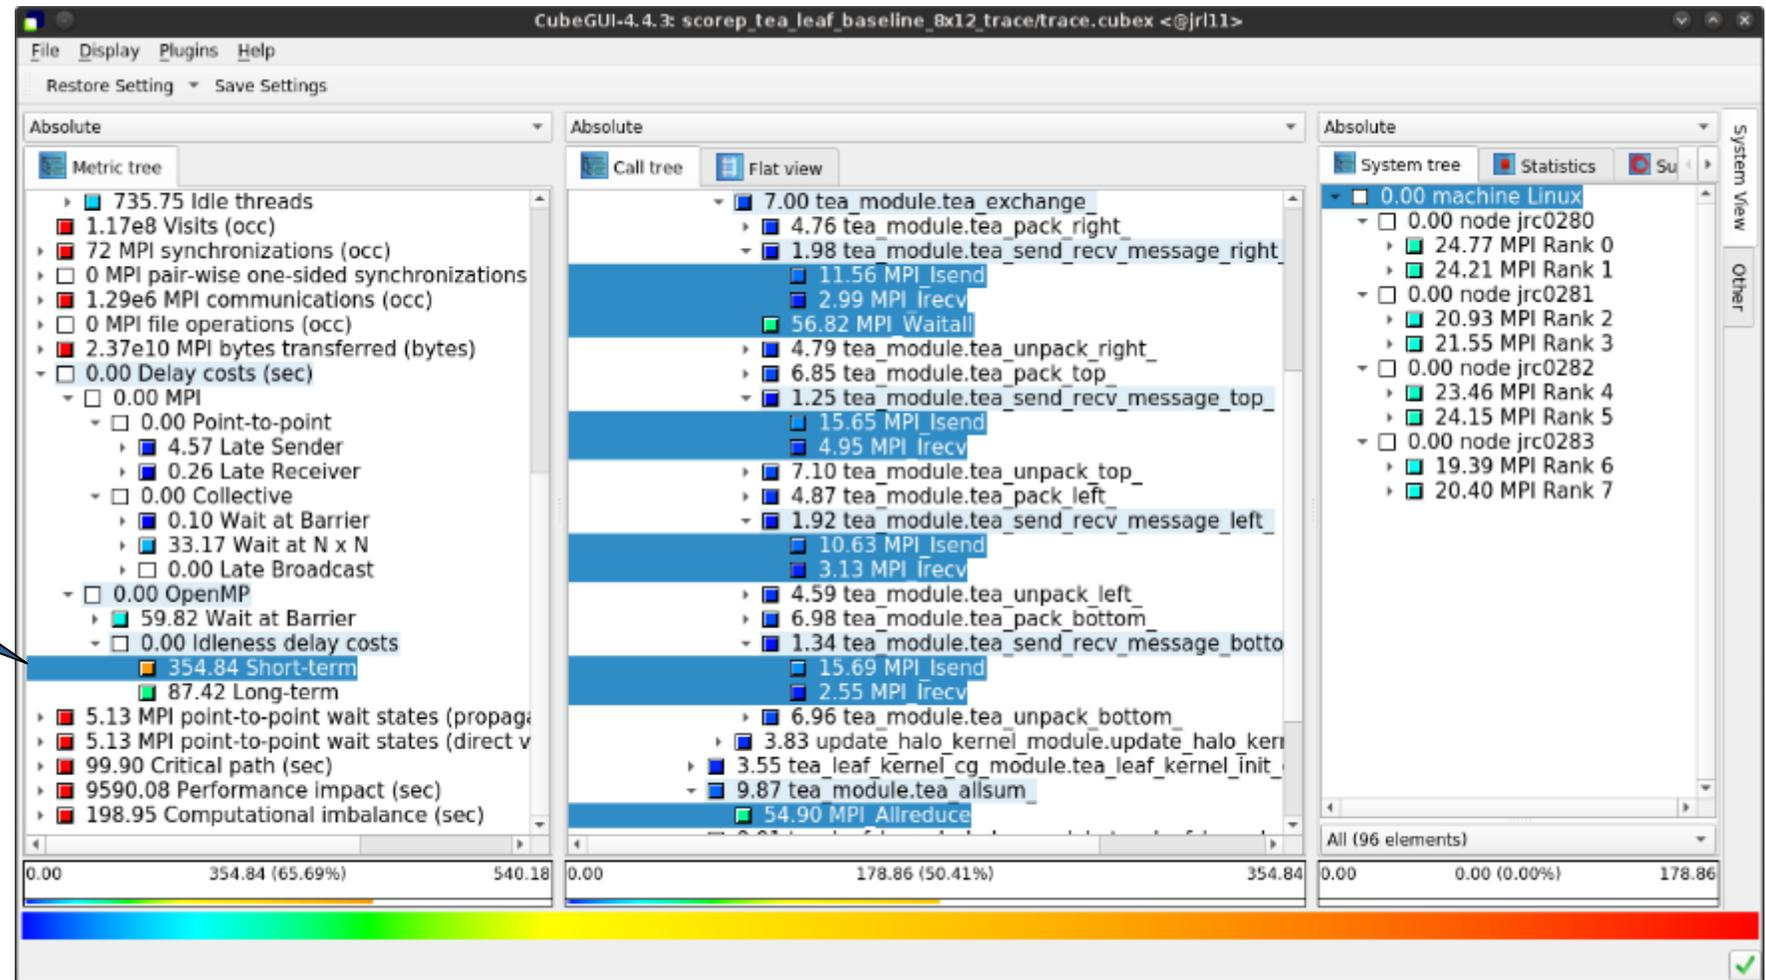 CubeGUI-4.4.3: scorep_tea_leaf_baseline_8x12_trace/trace.cubex <@jrl11>
File Display Plugins Help
Restore Setting Save Settings
Absolute
Metric tree
735.75 Idle threads
1.17e8 Visits (occ)
72 MPI synchronizations (occ)
0 MPI pair-wise one-sided synchronizations
1.29e6 MPI communications (occ)
0 MPI file operations (occ)
2.37e10 MPI bytes transferred (bytes)
0.00 Delay costs (sec)
0.00 MPI
0.00 Point-to-point
4.57 Late Sender
0.26 Late Receiver
0.00 Collective
0.10 Wait at Barrier
33.17 Wait at N x N
0.00 Late Broadcast
0.00 OpenMP
59.82 Wait at Barrier
0.00 Idleness delay costs
354.84 Short-term
87.42 Long-term
5.13 MPI point-to-point wait states (propaga
5.13 MPI point-to-point wait states (direct v
99.90 Critical path (sec)
9590.08 Performance impact (sec)
198.95 Computational imbalance (sec)
0.00 354.84 (65.69%) 540.18
Absolute
Call tree Flat view
7.00 tea_module.tea_exchange_
4.76 tea_module.tea_pack_right_
1.98 tea_module.tea_send_recv_message_right_
11.56 MPI_Isend
2.99 MPI_Irecv
56.82 MPI_Waitall
4.79 tea_module.tea_unpack_right_
6.85 tea_module.tea_pack_top_
1.25 tea_module.tea_send_recv_message_top_
15.65 MPI_Isend
4.95 MPI_Irecv
7.10 tea_module.tea_unpack_top_
4.87 tea_module.tea_pack_left_
1.92 tea_module.tea_send_recv_message_left_
10.63 MPI_Isend
3.13 MPI_Irecv
4.59 tea_module.tea_unpack_left_
6.98 tea_module.tea_pack_bottom_
1.34 tea_module.tea_send_recv_message_botto
15.69 MPI_Isend
2.55 MPI_Irecv
6.96 tea_module.tea_unpack_bottom_
3.83 update_halo_kernel_module.update_halo_kerr
3.55 tea_leaf_kernel_cg_module.tea_leaf_kernel_init_
9.87 tea_module.tea_allsum_
54.90 MPI_Allreduce
0.00 178.86 (50.41%) 354.84
Absolute
System tree Statistics Su
0.00 machine Linux
0.00 node jrc0280
24.77 MPI Rank 0
24.21 MPI Rank 1
0.00 node jrc0281
20.93 MPI Rank 2
21.55 MPI Rank 3
0.00 node jrc0282
23.46 MPI Rank 4
24.15 MPI Rank 5
0.00 node jrc0283
19.39 MPI Rank 6
20.40 MPI Rank 7
All (96 elements)
0.00 0.00 (0.00%) 178.86
System View
Other